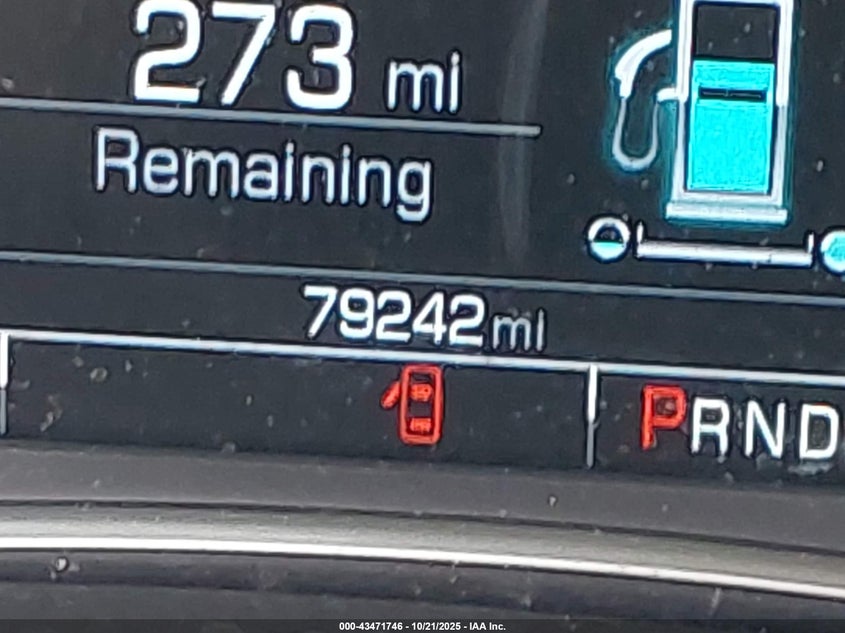 273 mi
Remaining
79242 mi
PRND
000-43471746 - 10/21/2025 - IAA Inc.